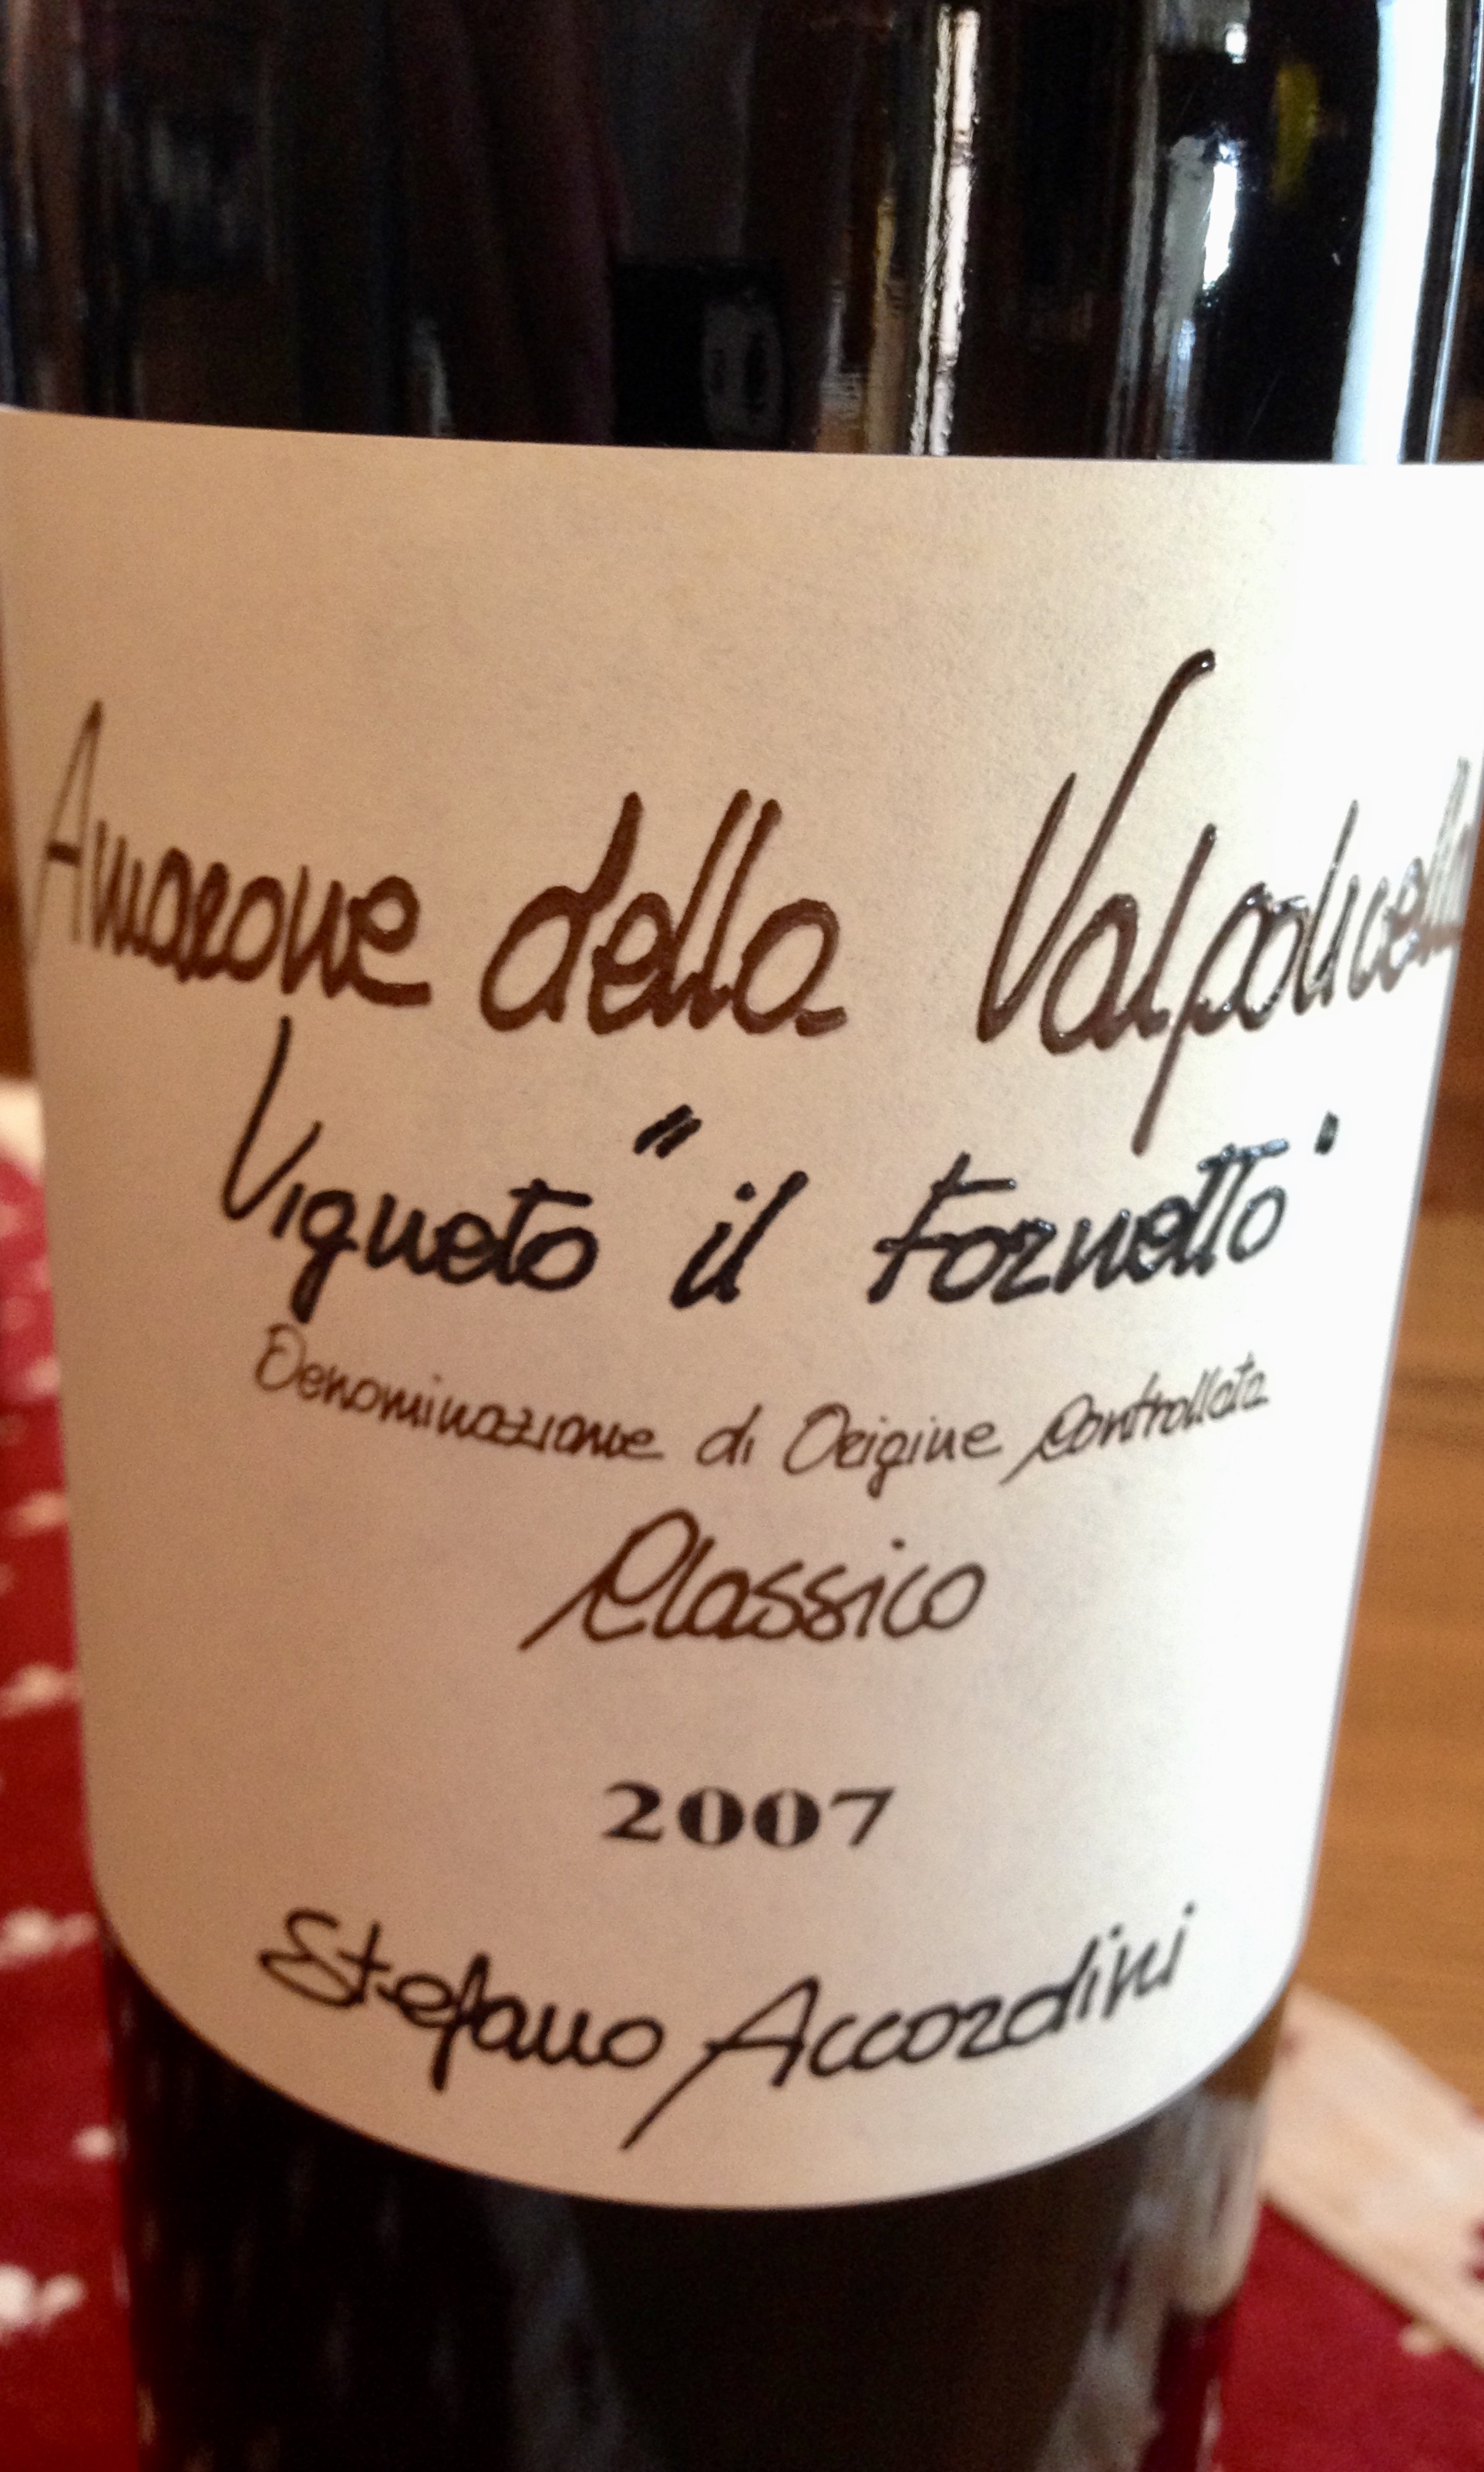 Amarone della Valpolicella
Vigneto "il Fornetto"
Denominazione di Origine Controllata
Classico
2007
Stefano Accordini